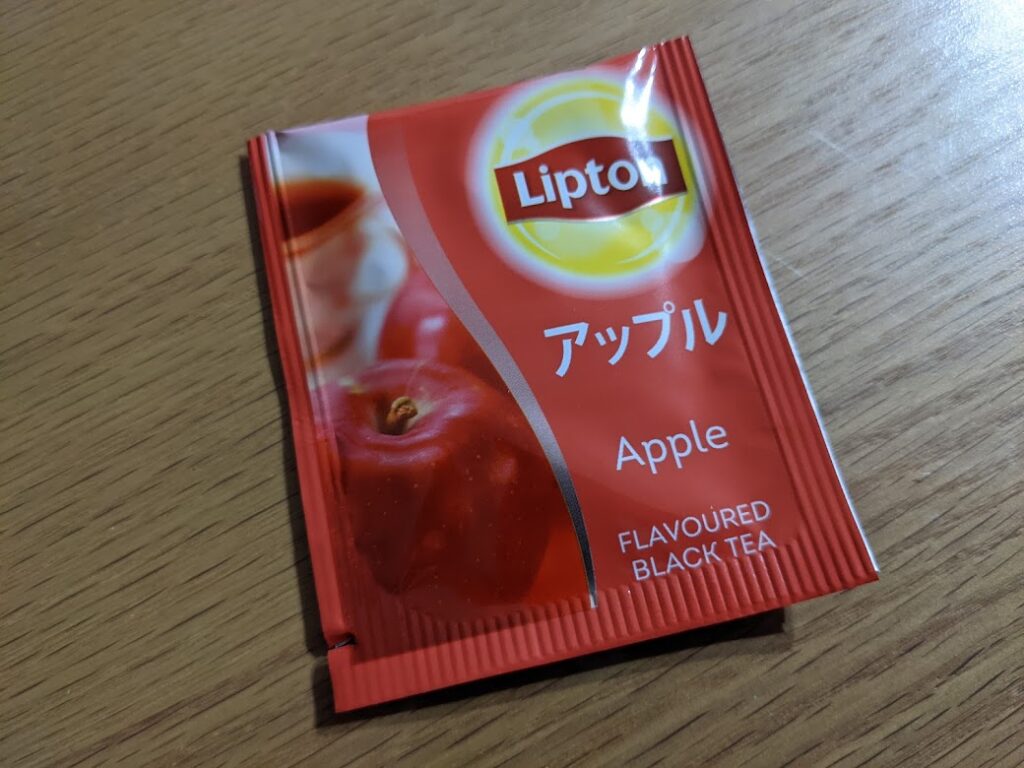 Lipton
アップル
Apple
FLAVOURED
BLACK TEA